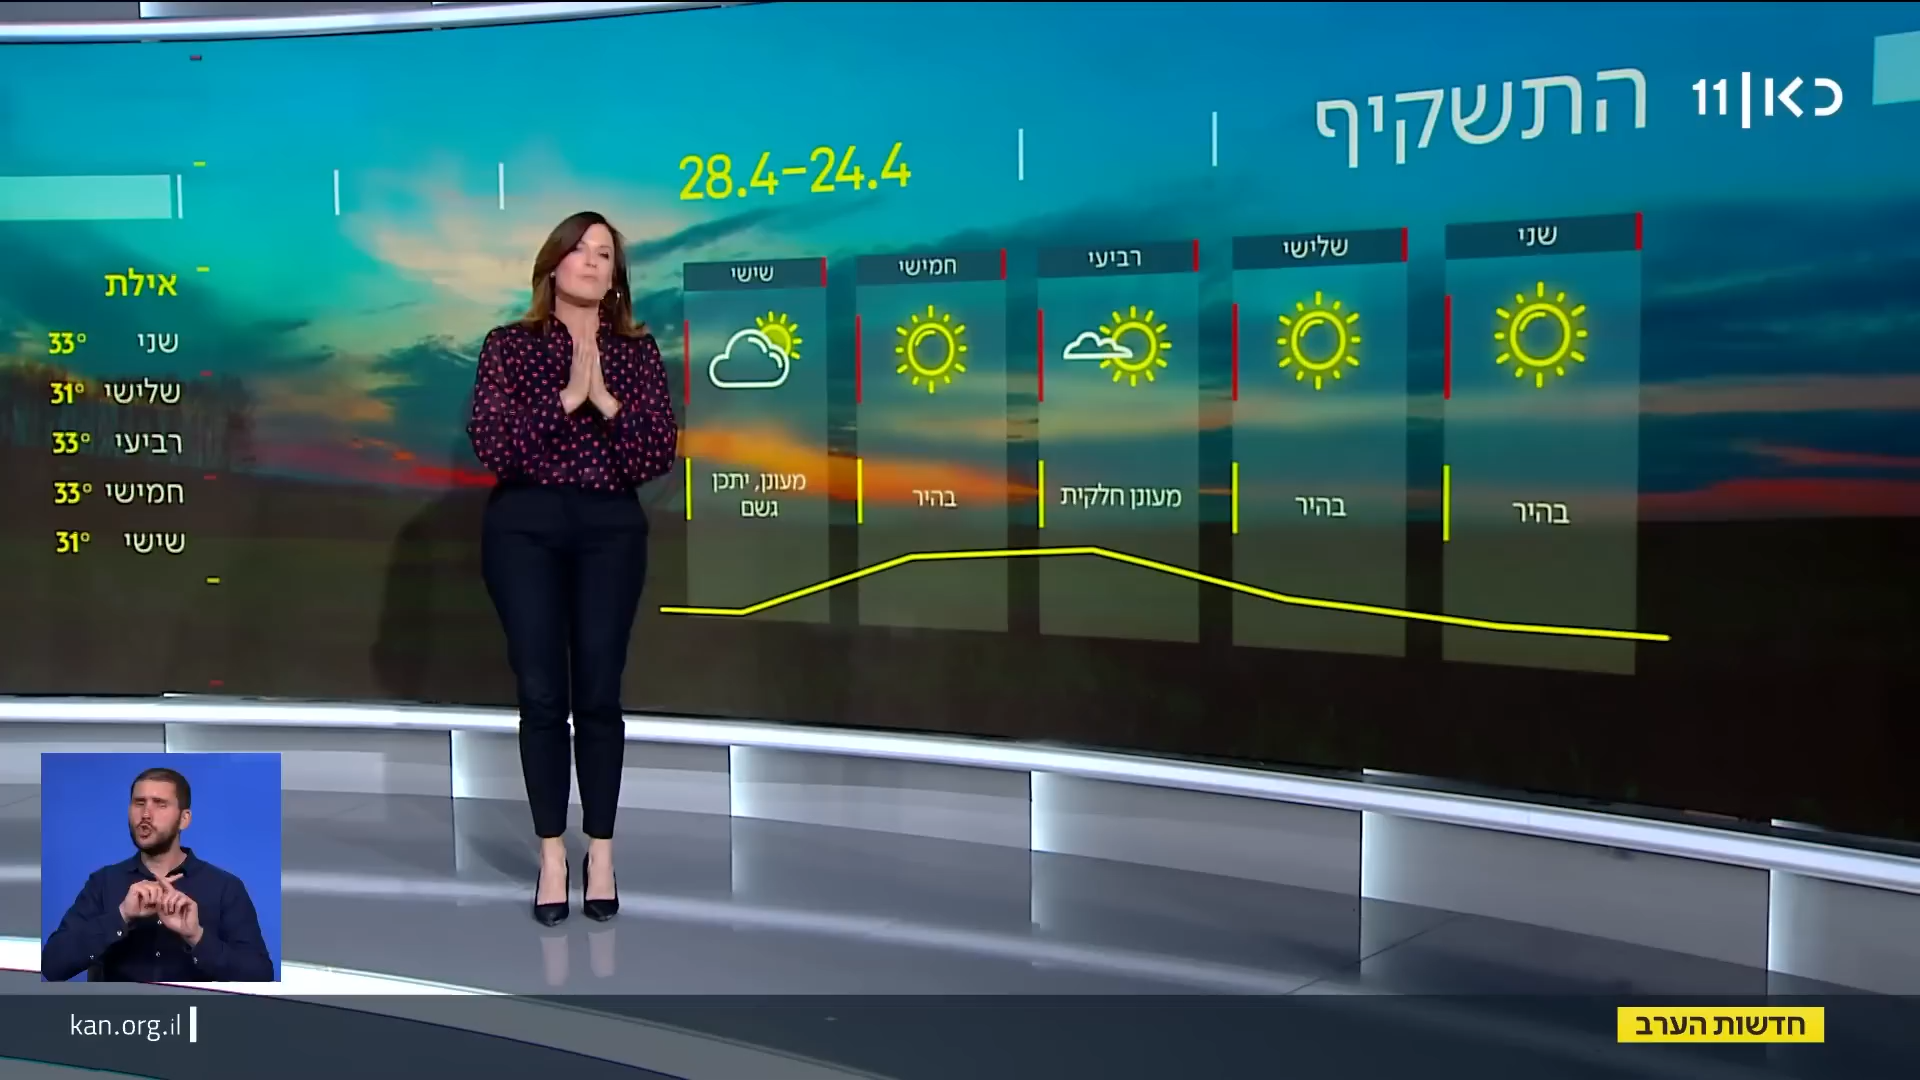 כאן 11
התשקיף
28.4-24.4
שני
בהיר
שלישי
בהיר
רביעי
מעונן חלקית
חמישי
בהיר
שישי
מעונן, יתכן
גשם
אילת
שני 33°
שלישי 31°
רביעי 33°
חמישי 33°
שישי 31°
חדשות הערב
kan.org.il